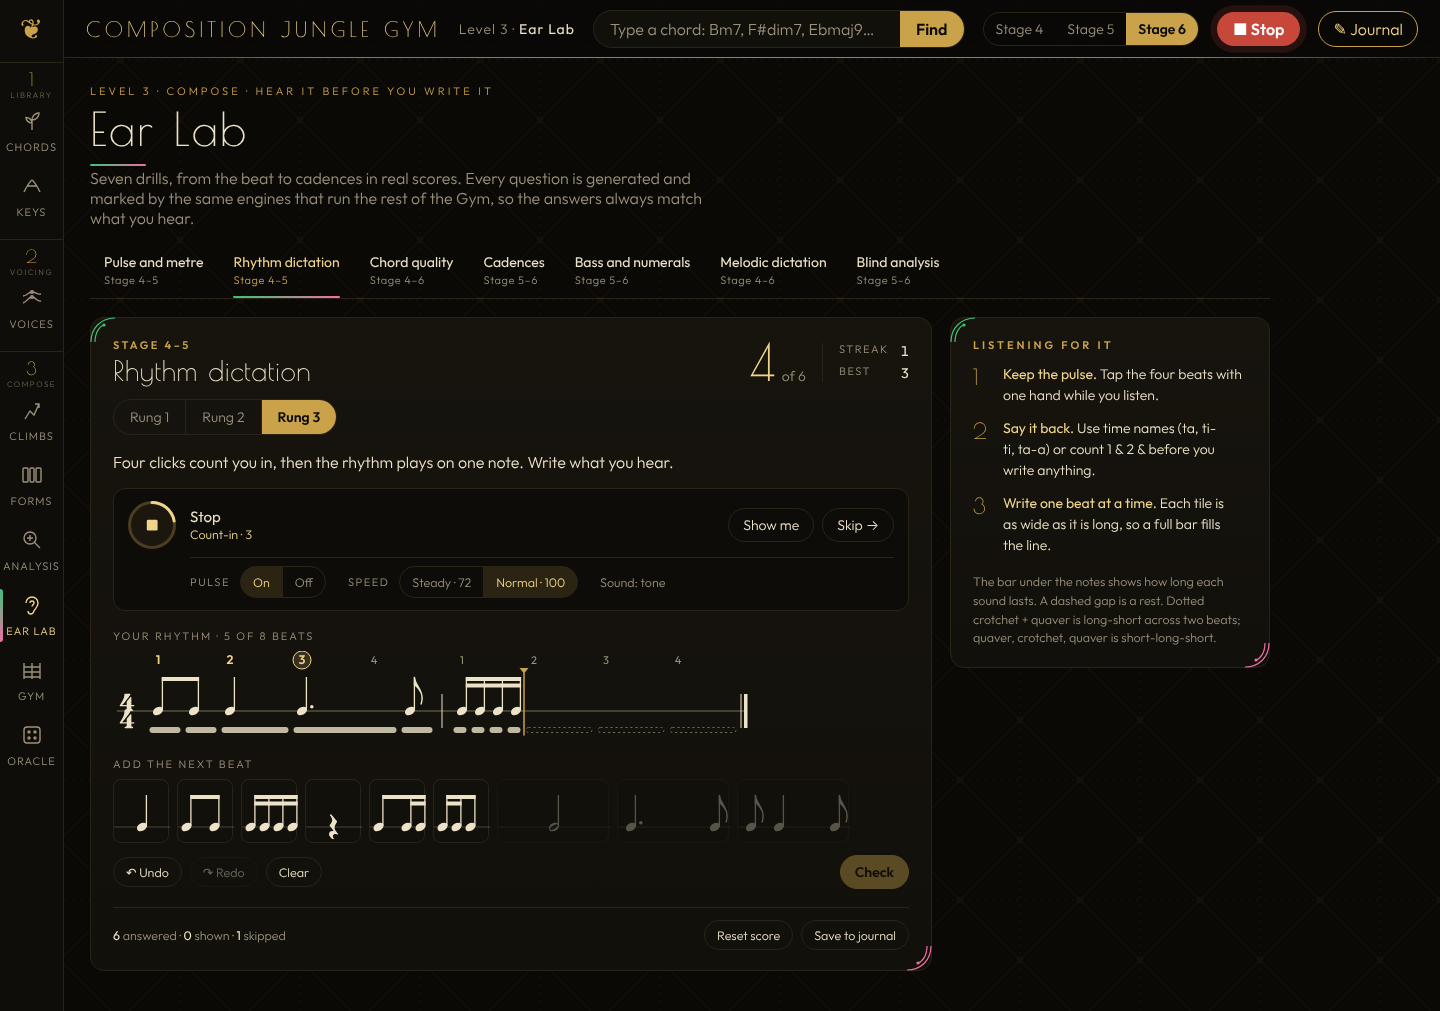 COMPOSITION JUNGLE GYM
Level 3 · Ear Lab
Type a chord: Bm7, F#dim7, Ebmaj9...
Find
Stage 4
Stage 5
Stage 6
Stop
✎ Journal
1
LIBRARY
CHORDS
KEYS
2
VOICING
VOICES
3
COMPOSE
CLIMBS
FORMS
ANALYSIS
EAR LAB
GYM
ORACLE
LEVEL 3 · COMPOSE · HEAR IT BEFORE YOU WRITE IT
Ear Lab
Seven drills, from the beat to cadences in real scores. Every question is generated and
marked by the same engines that run the rest of the Gym, so the answers always match
what you hear.
Pulse and metre
Stage 4–5
Rhythm dictation
Stage 4–5
Chord quality
Stage 4–6
Cadences
Stage 5–6
Bass and numerals
Stage 5–6
Melodic dictation
Stage 4–6
Blind analysis
Stage 5–6
STAGE 4–5
Rhythm dictation
4 of 6
STREAK 1
BEST 3
Rung 1
Rung 2
Rung 3
Four clicks count you in, then the rhythm plays on one note. Write what you hear.
Stop
Count-in · 3
Show me
Skip →
PULSE
On
Off
SPEED
Steady · 72
Normal · 100
Sound: tone
YOUR RHYTHM · 5 OF 8 BEATS
1 2 3 4 1 2 3 4
4
4
ADD THE NEXT BEAT
↶ Undo
↷ Redo
Clear
Check
6 answered · 0 shown · 1 skipped
Reset score
Save to journal
LISTENING FOR IT
1
Keep the pulse. Tap the four beats with
one hand while you listen.
2
Say it back. Use time names (ta, ti-
ti, ta-a) or count 1 & 2 & before you
write anything.
3
Write one beat at a time. Each tile is
as wide as it is long, so a full bar fills
the line.
The bar under the notes shows how long each
sound lasts. A dashed gap is a rest. Dotted
crotchet + quaver is long-short across two beats;
quaver, crotchet, quaver is short-long-short.